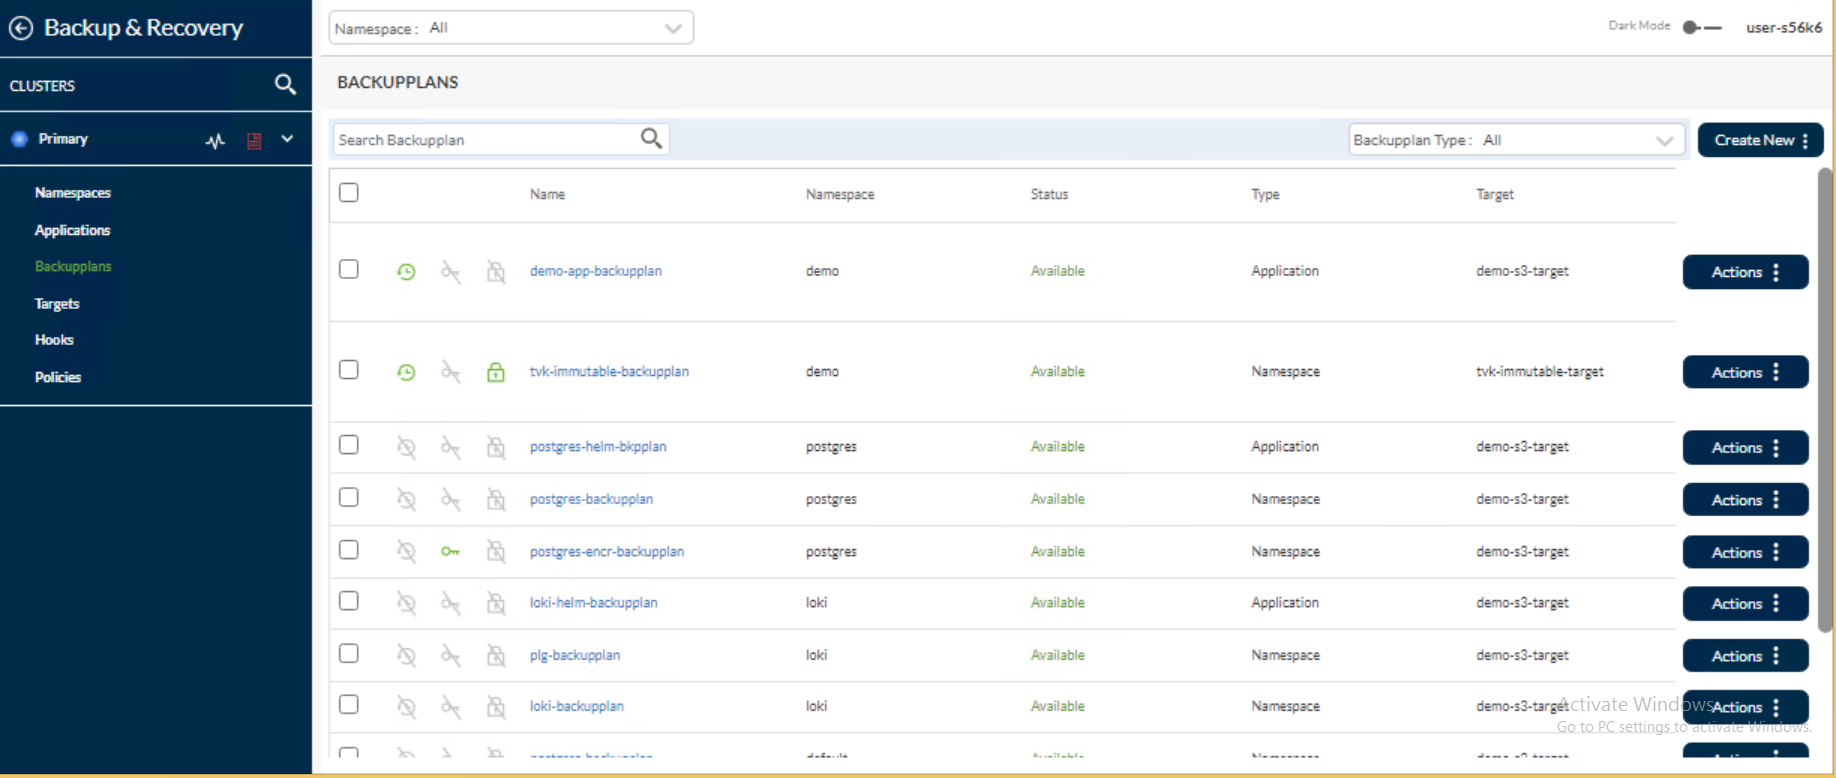 Backup & Recovery
Namespace : All
Dark Mode
user-s56k6
CLUSTERS
BACKUPPLANS
Primary
Search Backupplan
Backupplan Type : All
Create New
Namespaces
Applications
Backupplans
Targets
Hooks
Policies
Name Namespace Status Type Target
demo-app-backupplan demo Available Application demo-s3-target Actions
tvk-immutable-backupplan demo Available Namespace tvk-immutable-target Actions
postgres-helm-bkpplan postgres Available Application demo-s3-target Actions
postgres-backupplan postgres Available Namespace demo-s3-target Actions
postgres-encr-backupplan postgres Available Namespace demo-s3-target Actions
loki-helm-backupplan loki Available Application demo-s3-target Actions
plg-backupplan loki Available Namespace demo-s3-target Actions
loki-backupplan loki Available Namespace demo-s3-target Actions
Activate Windows
Go to PC settings to activate Windows.